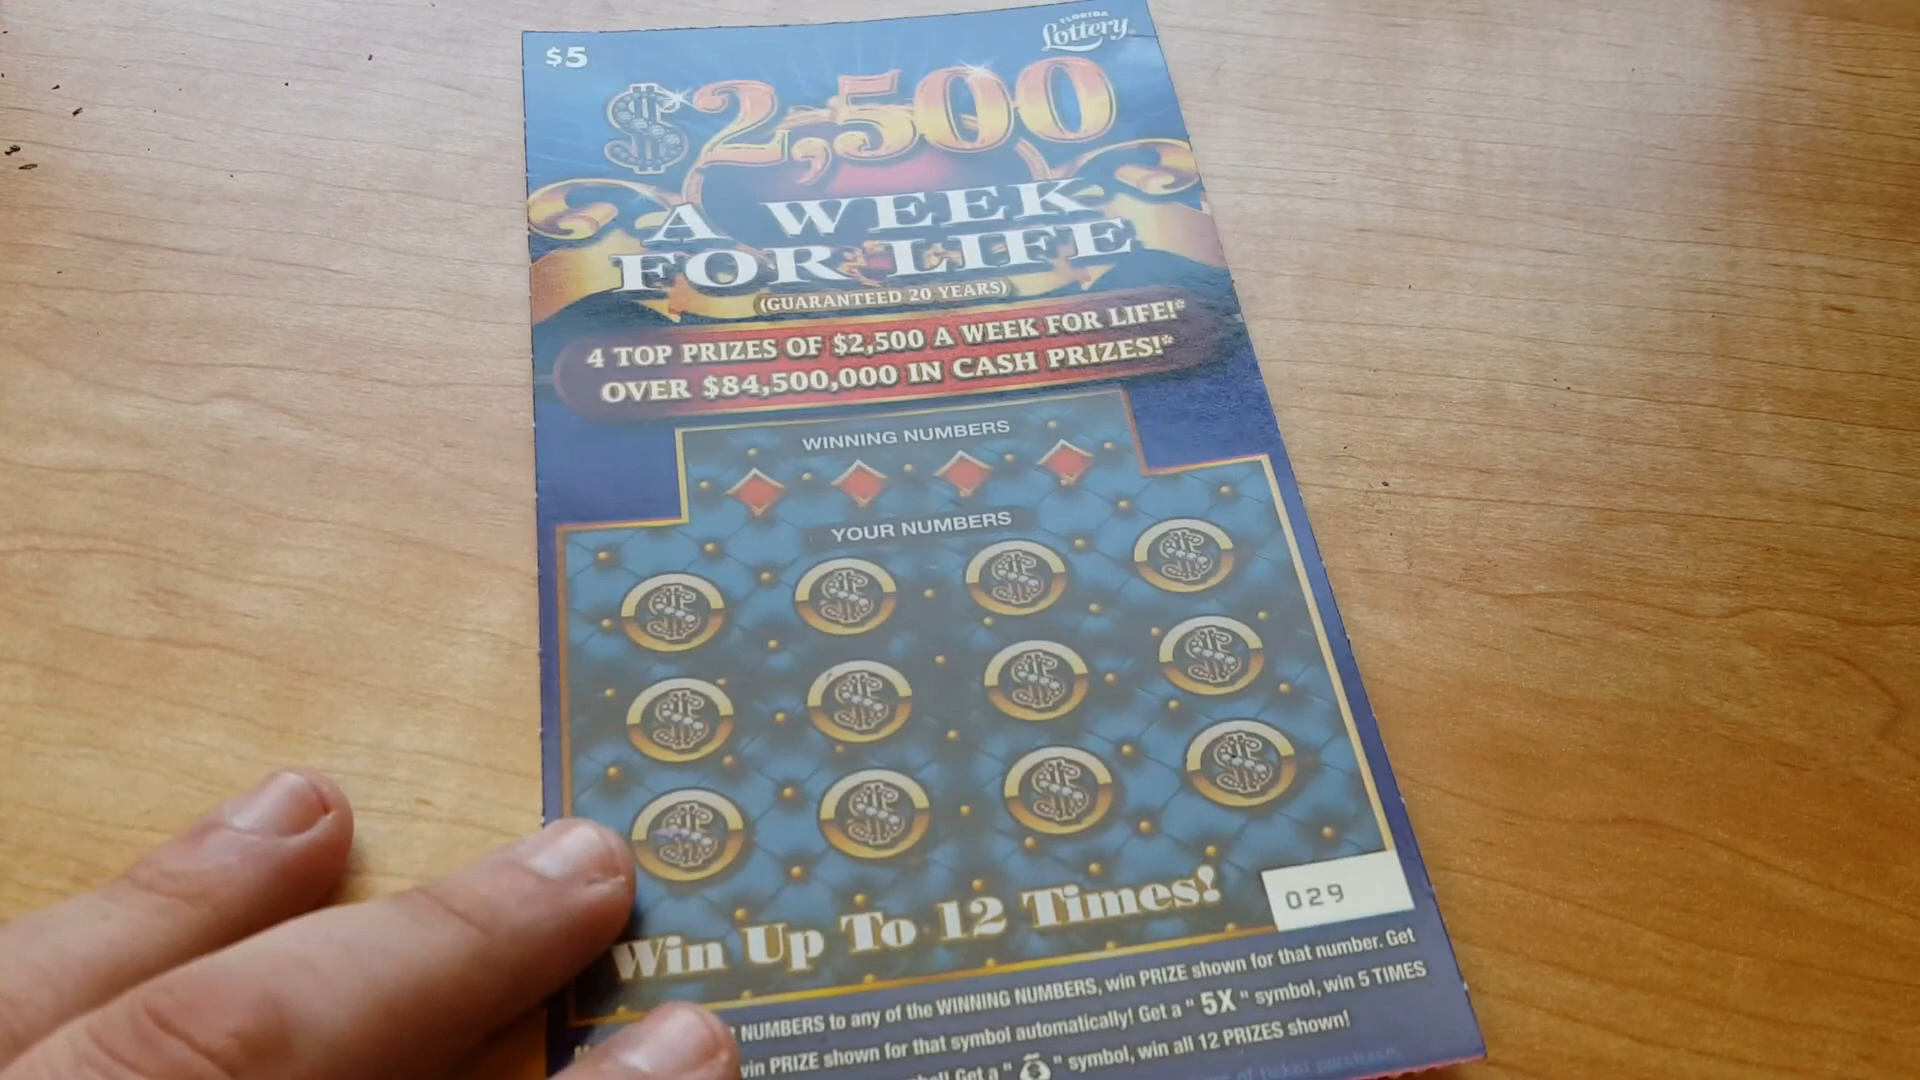 $5
FLORIDA
Lottery
$2,500
A WEEK
FOR LIFE
(GUARANTEED 20 YEARS)
4 TOP PRIZES OF $2,500 A WEEK FOR LIFE!*
OVER $84,500,000 IN CASH PRIZES!*
WINNING NUMBERS
YOUR NUMBERS
Win Up To 12 Times!
029
NUMBERS to any of the WINNING NUMBERS, win PRIZE shown for that number. Get
win PRIZE shown for that symbol automatically! Get a "5X" symbol, win 5 TIMES
Get a " " symbol, win all 12 PRIZES shown!
of ticket purchase.